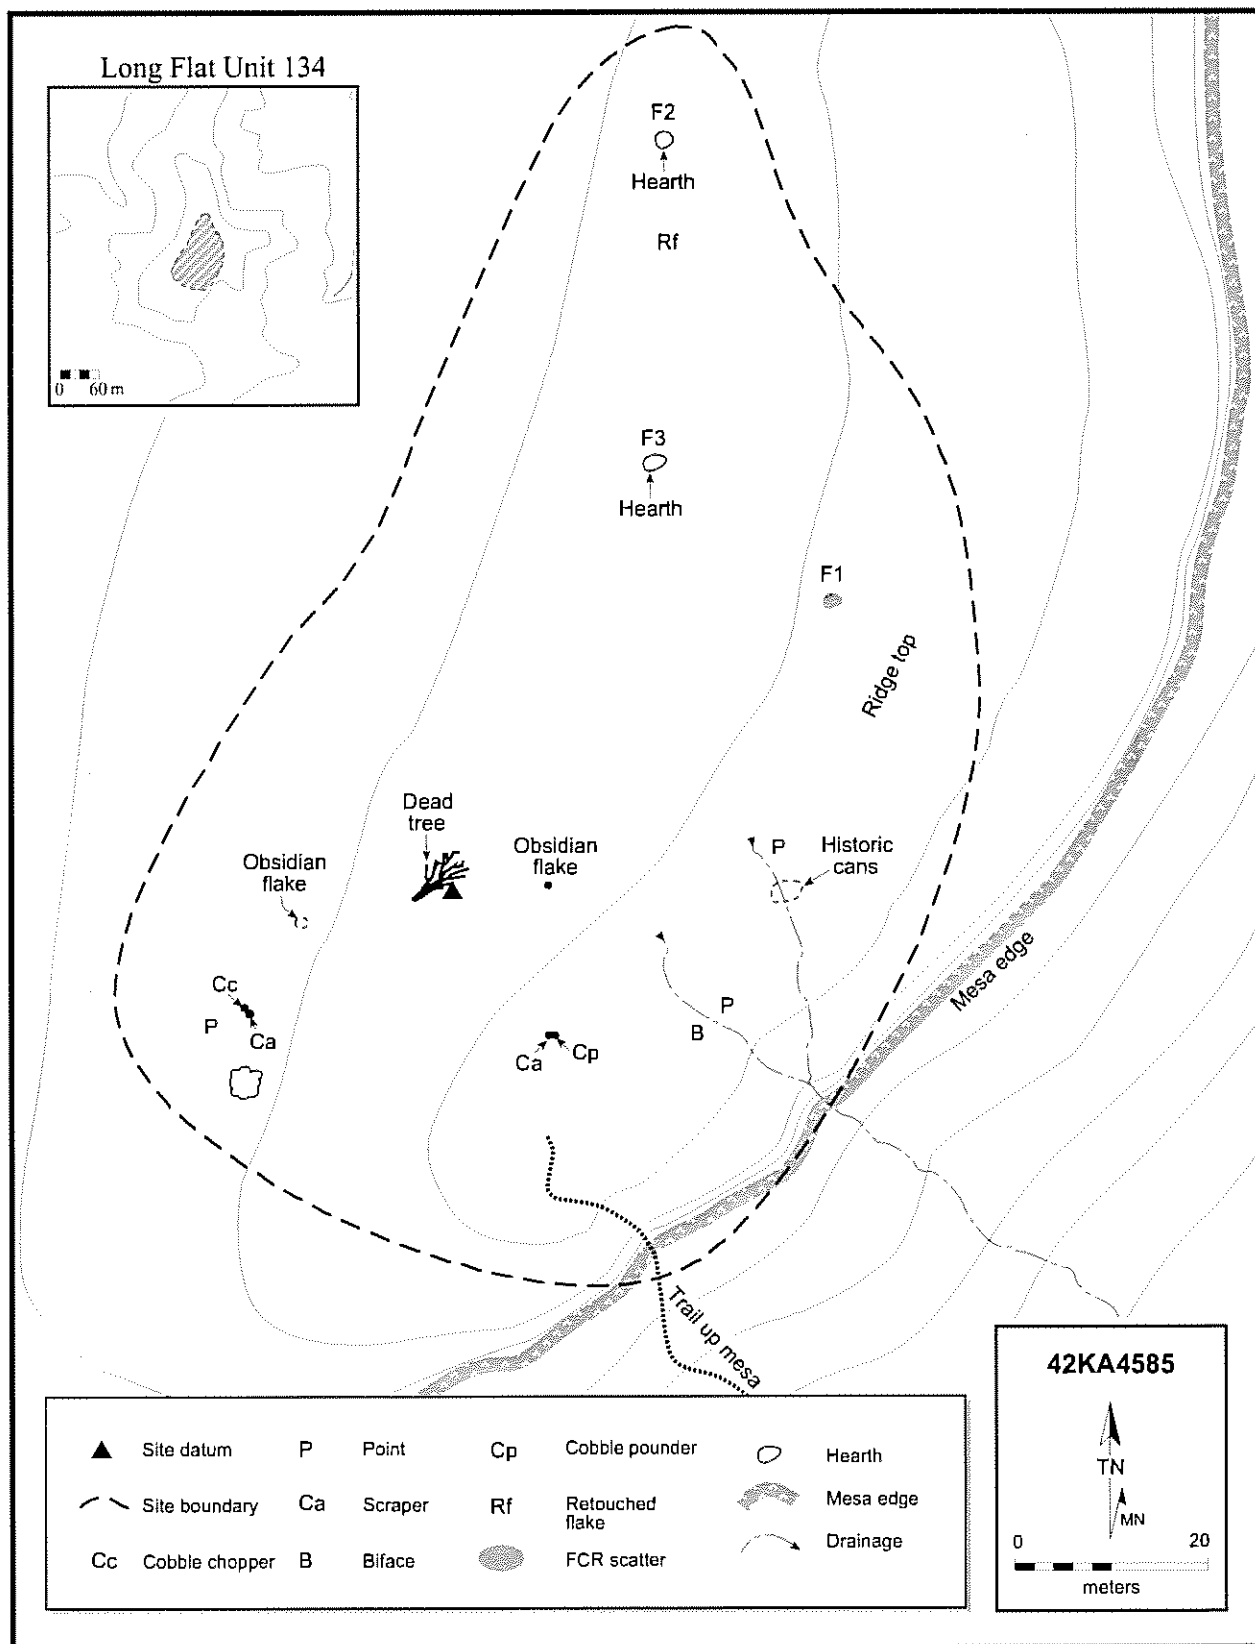 Long Flat Unit 134
0 60 m
F2
Hearth
Rf
F3
Hearth
F1
Ridge top
Dead
tree
Obsidian
flake
Obsidian
flake
P
Historic
cans
Mesa edge
Cc
P
Ca
P
B
Ca
Cp
Trail up mesa
Site datum
P Point
Cp Cobble pounder
Hearth
Site boundary
Ca Scraper
Rf Retouched
flake
Mesa edge
Cc Cobble chopper
B Biface
FCR scatter
Drainage
42KA4585
TN
MN
0 20
meters